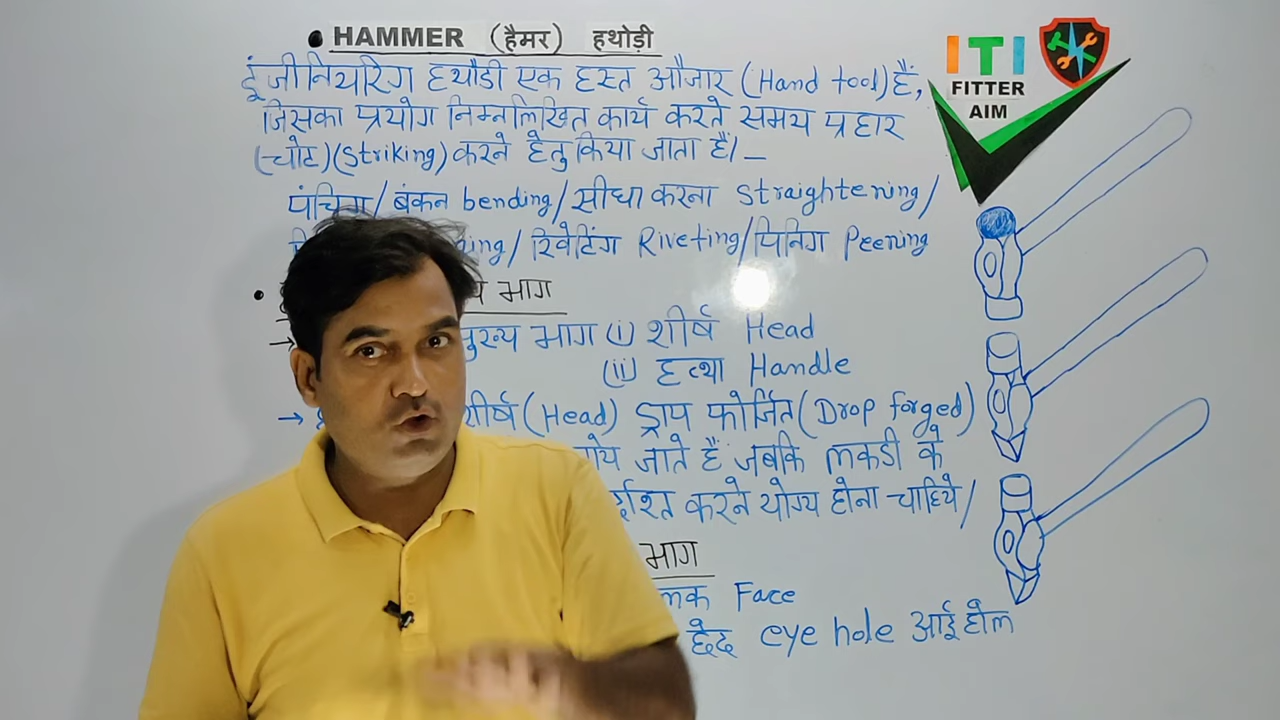 HAMMER (हैमर) हथोड़ी
इंजीनियरिंग हथौडी एक हस्त औजार (Hand tool) हैं,
जिसका प्रयोग निम्नलिखित कार्य करते समय प्रहार
(चोट) (Striking) करने हेतु किया जाता हैं।-
पंचिग / बंकन bending / सीधा करना Straightening /
ing / रिवेटिंग Riveting / पिनिंग Peening
भाग
मुख्य भाग (i) शीर्ष Head
(ii) हत्था Handle
शीर्ष (Head) ड्राप फोर्जित (Drop forged)
जाते हैं जबकि लकडी के
करने योग्य होना चाहिये /
भाग
Face
छेद eye hole आई होल
ITI
FITTER
AIM